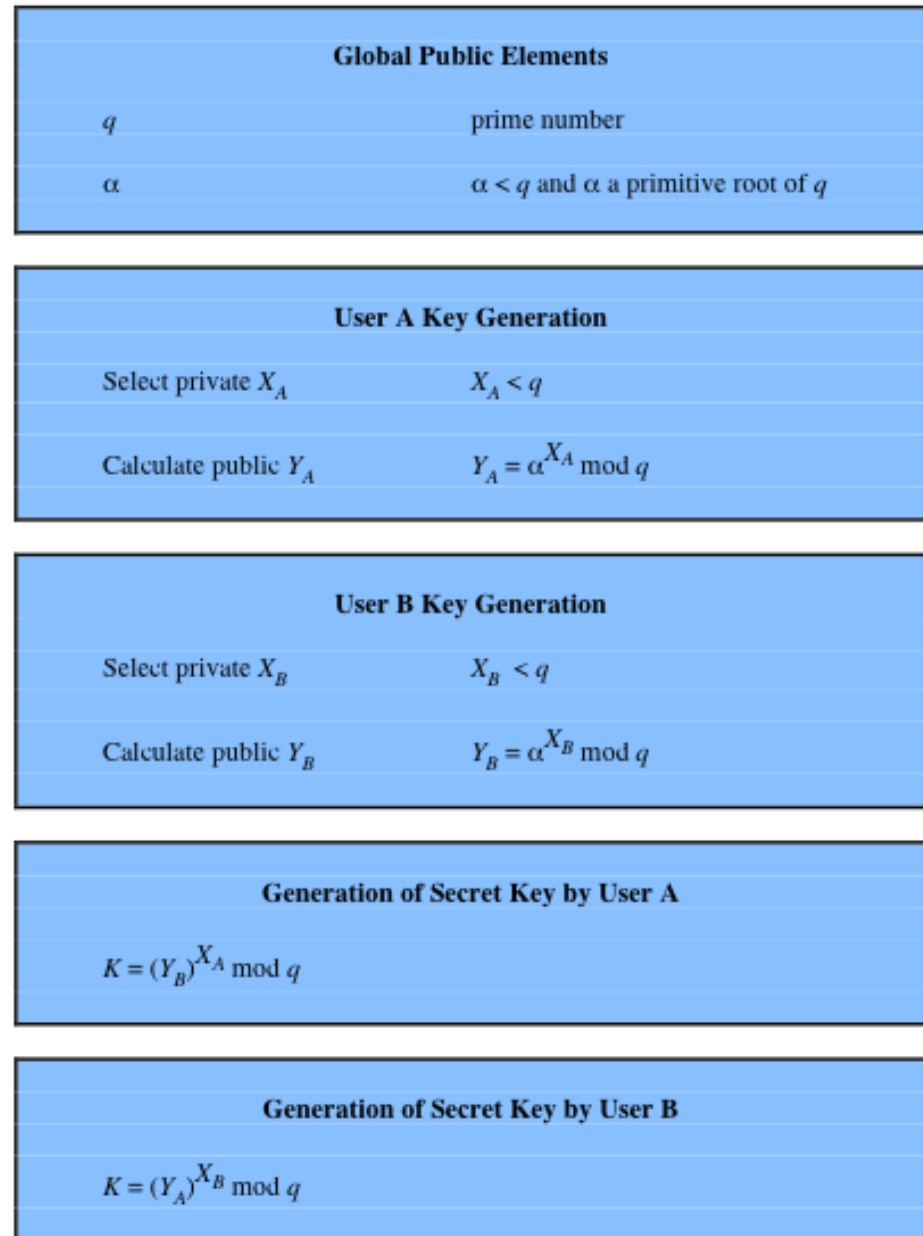 Global Public Elements
q prime number
α α < q and α a primitive root of q
User A Key Generation
Select private X_A X_A < q
Calculate public Y_A Y_A = α^{X_A} mod q
User B Key Generation
Select private X_B X_B < q
Calculate public Y_B Y_B = α^{X_B} mod q
Generation of Secret Key by User A
K = (Y_B)^{X_A} mod q
Generation of Secret Key by User B
K = (Y_A)^{X_B} mod q